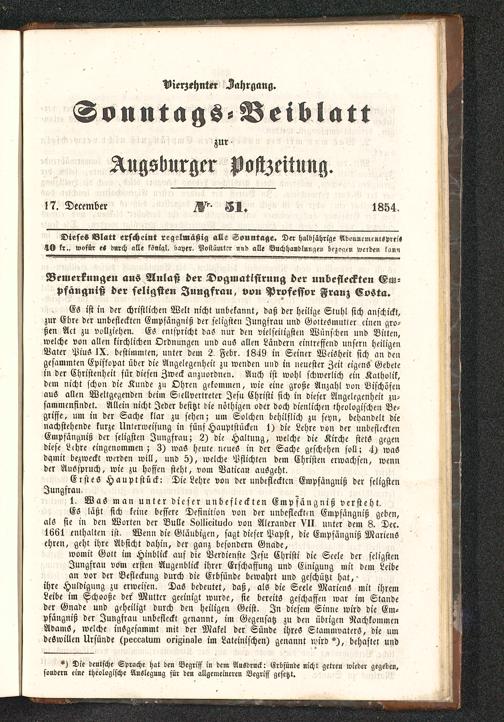 Vierzehnter Jahrgang.
Sonntags-Beiblatt
zur
Augsburger Postzeitung.
17. December Nr. 51. 1854.
Dieses Blatt erscheint regelmäßig alle Sonntage. Der halbjährige Abonnementspreis
40 kr., wofür es durch alle königl. bayer. Postämter und alle Buchhandlungen bezogen werden kann
Bemerkungen aus Anlaß der Dogmatisirung der unbefleckten Em-
pfängniß der seligsten Jungfrau, von Professor Franz Costa.
Es ist in der christlichen Welt nicht unbekannt, daß der heilige Stuhl sich anschickt,
zur Ehre der unbefleckten Empfängniß der seligsten Jungfrau und Gottesmutter einen gro-
ßen Act zu vollziehen. Es entspricht das nur den vielseitigsten Wünschen und Bitten,
welche von allen kirchlichen Ordnungen und aus allen Ländern eintreffend unsern heiligen
Vater Pius IX. bestimmten, unter dem 2. Febr. 1849 in Seiner Weisheit sich an den
gesammten Episkopat über die Angelegenheit zu wenden und in neuester Zeit eigens Gebete
in der Christenheit für diesen Zweck anzuordnen. Auch ist wohl schwerlich ein Katholik,
dem nicht schon die Kunde zu Ohren gekommen, wie eine große Anzahl von Bischöfen
aus allen Weltgegenden beim Stellvertreter Jesu Christi sich in dieser Angelegenheit zu-
sammenfindet. Allein nicht Jeder besitzt die nöthigen oder doch dienlichen theologischen Be-
griffe, um in der Sache klar zu sehen; um Solchen behilflich zu seyn, behandelt die
nachstehende kurze Unterweisung in fünf Hauptstücken 1) die Lehre von der unbefleckten
Empfängniß der seligsten Jungfrau; 2) die Haltung, welche die Kirche stets gegen
diese Lehre eingenommen; 3) was heute neues in der Sache geschehen soll; 4) was
damit bezweckt werden will, und 5), welche Pflichten dem Christen erwachsen, wenn
der Ausspruch, wie zu hoffen steht, vom Vatican ausgeht.
Erstes Hauptstück: Die Lehre von der unbefleckten Empfängniß der seligsten
Jungfrau.
1. Was man unter dieser unbefleckten Empfängniß versteht.
Es läßt sich keine bessere Definition von der unbefleckten Empfängniß geben,
als sie in den Worten der Bulle Sollicitudo von Alexander VII. unter dem 8. Dec.
1661 enthalten ist. Wenn die Gläubigen, sagt dieser Papst, die Empfängniß Mariens
ehren, geht ihr Absicht dahin, der ganz besondern Gnade,
womit Gott im Hinblick auf die Verdienste Jesu Christi die Seele der seligsten
Jungfrau vom ersten Augenblick ihrer Erschaffung und Einigung mit dem Leibe
an vor der Befleckung durch die Erbsünde bewahrt und geschützt hat,
ihre Huldigung zu erweisen. Das bedeutet, daß, als die Seele Mariens mit ihrem
Leibe im Schooße der Mutter geeinigt wurde, sie bereits geschaffen war im Stande
der Gnade und geheiligt durch den heiligen Geist. In diesem Sinne wird die Em-
pfängniß der Jungfrau unbefleckt genannt, im Gegensatz zu den übrigen Nachkommen
Adams, welche insgesammt mit der Makel der Sünde ihres Stammvaters, die um
deswillen Ursünde (peccatum originale im Lateinischen) genannt wird *), behaftet und
*) Die deutsche Sprache hat den Begriff in dem Ausdruck: Erbsünde nicht getreu wieder gegeben,
sondern eine theologische Auslegung für den allgemeineren Begriff gesetzt.